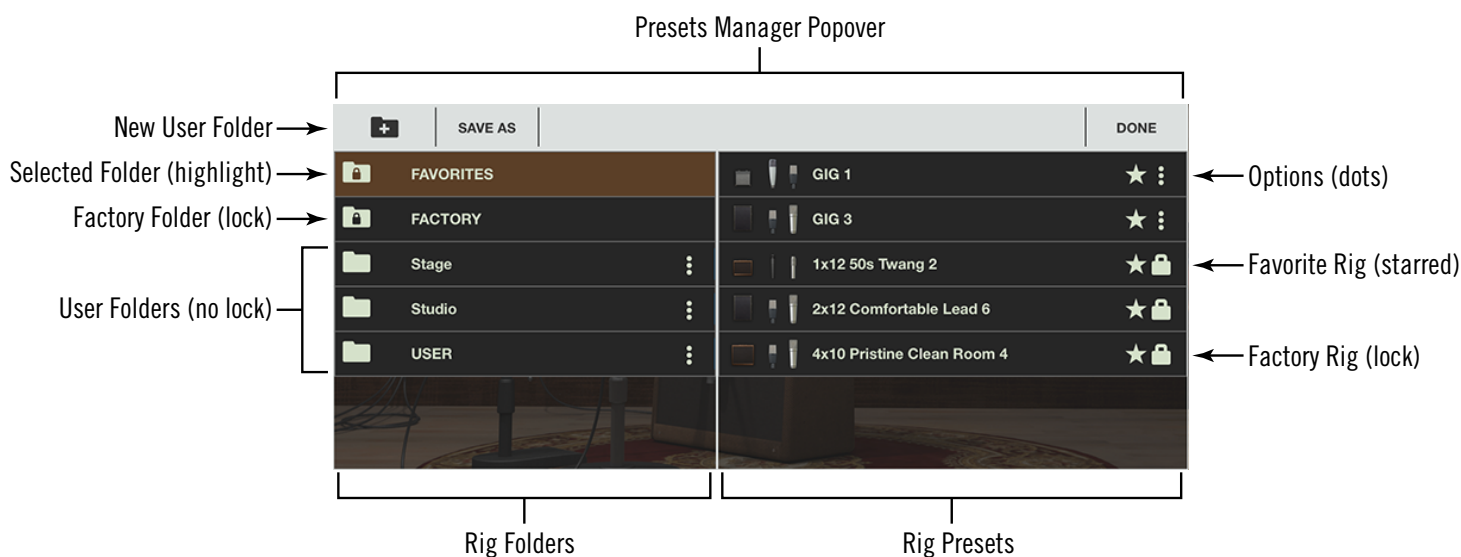 Presets Manager Popover
New User Folder
SAVE AS
DONE
Selected Folder (highlight)
FAVORITES
GIG 1
Options (dots)
Factory Folder (lock)
FACTORY
GIG 3
Stage
1x12 50s Twang 2
Favorite Rig (starred)
User Folders (no lock)
Studio
2x12 Comfortable Lead 6
USER
4x10 Pristine Clean Room 4
Factory Rig (lock)
Rig Folders
Rig Presets